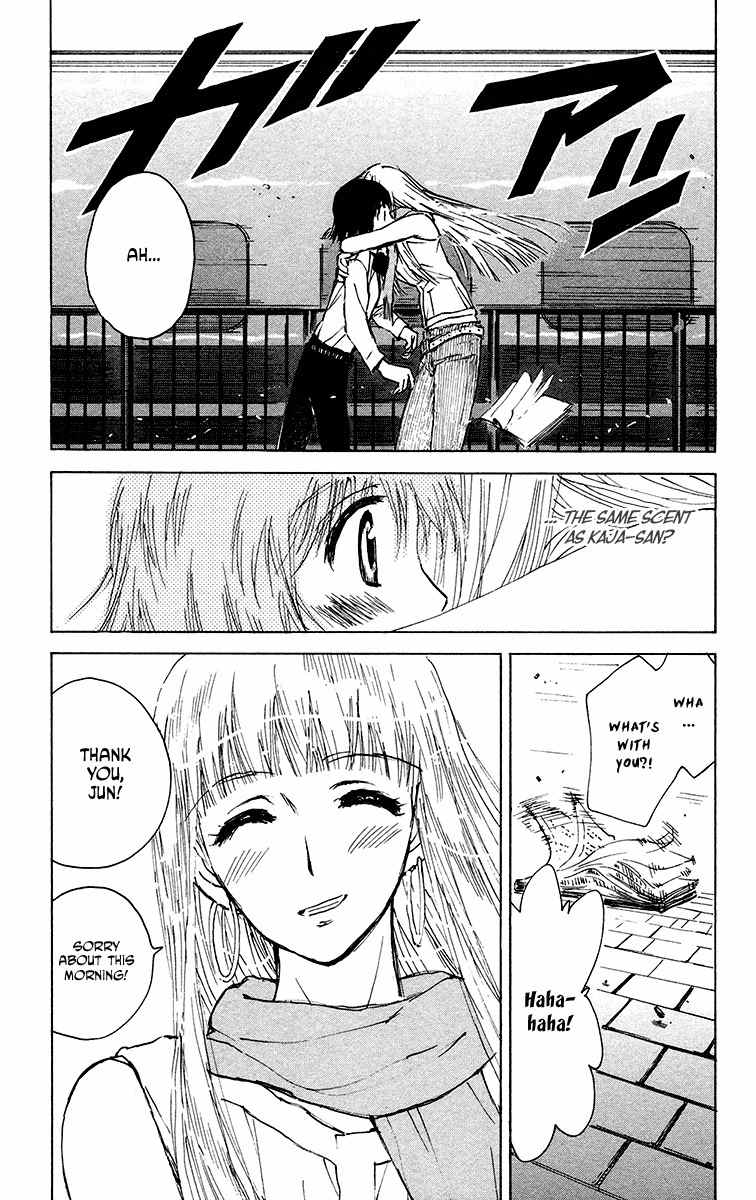 ガアッ
AH...
... THE SAME SCENT
AS KAJA-SAN?
WHA
...
WHAT'S
WITH
YOU?!
Haha-
haha!
THANK
YOU,
JUN!
SORRY
ABOUT THIS
MORNING!